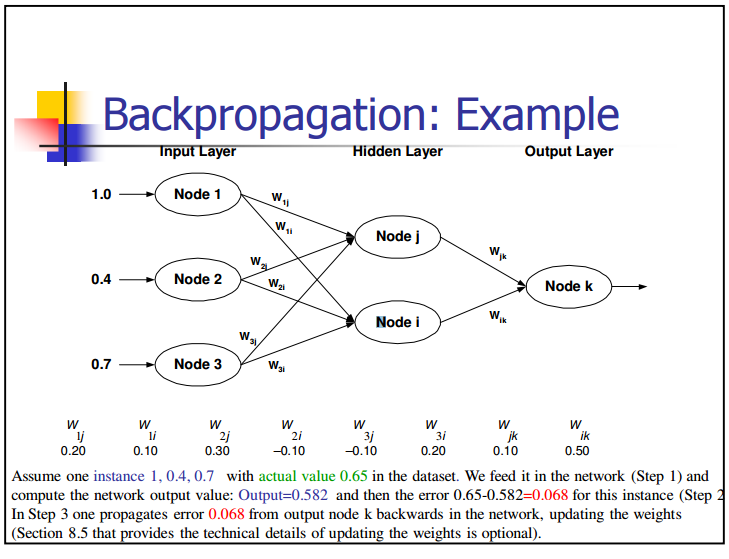 Backpropagation: Example
Input Layer Hidden Layer Output Layer
1.0 Node 1 W1j
W1i
Node j
W2j Wjk
0.4 Node 2 W2i Node k
Node i Wik
W3j
0.7 Node 3 W3i
W1j W1i W2j W2i W3j W3i Wjk Wik
0.20 0.10 0.30 –0.10 –0.10 0.20 0.10 0.50
Assume one instance 1, 0.4, 0.7 with actual value 0.65 in the dataset. We feed it in the network (Step 1) and
compute the network output value: Output=0.582 and then the error 0.65-0.582=0.068 for this instance (Step 2
In Step 3 one propagates error 0.068 from output node k backwards in the network, updating the weights
(Section 8.5 that provides the technical details of updating the weights is optional).